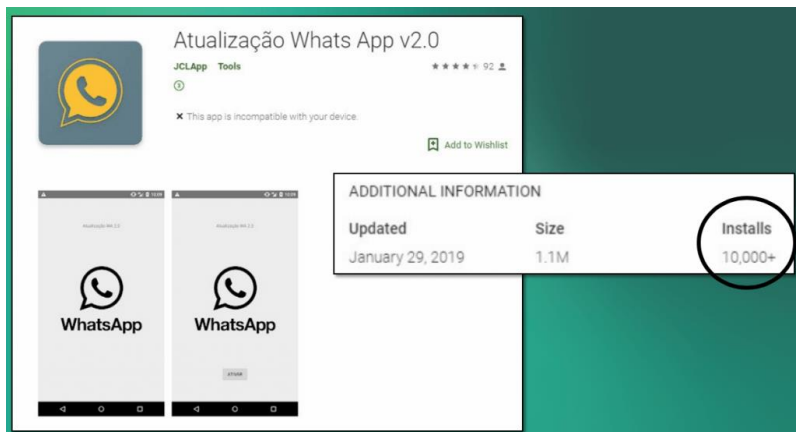 Atualização Whats App v2.0
JCLApp Tools
92
This app is incompatible with your device.
Add to Wishlist
WhatsApp
WhatsApp
ADDITIONAL INFORMATION
Updated Size Installs
January 29, 2019 1.1M 10,000+